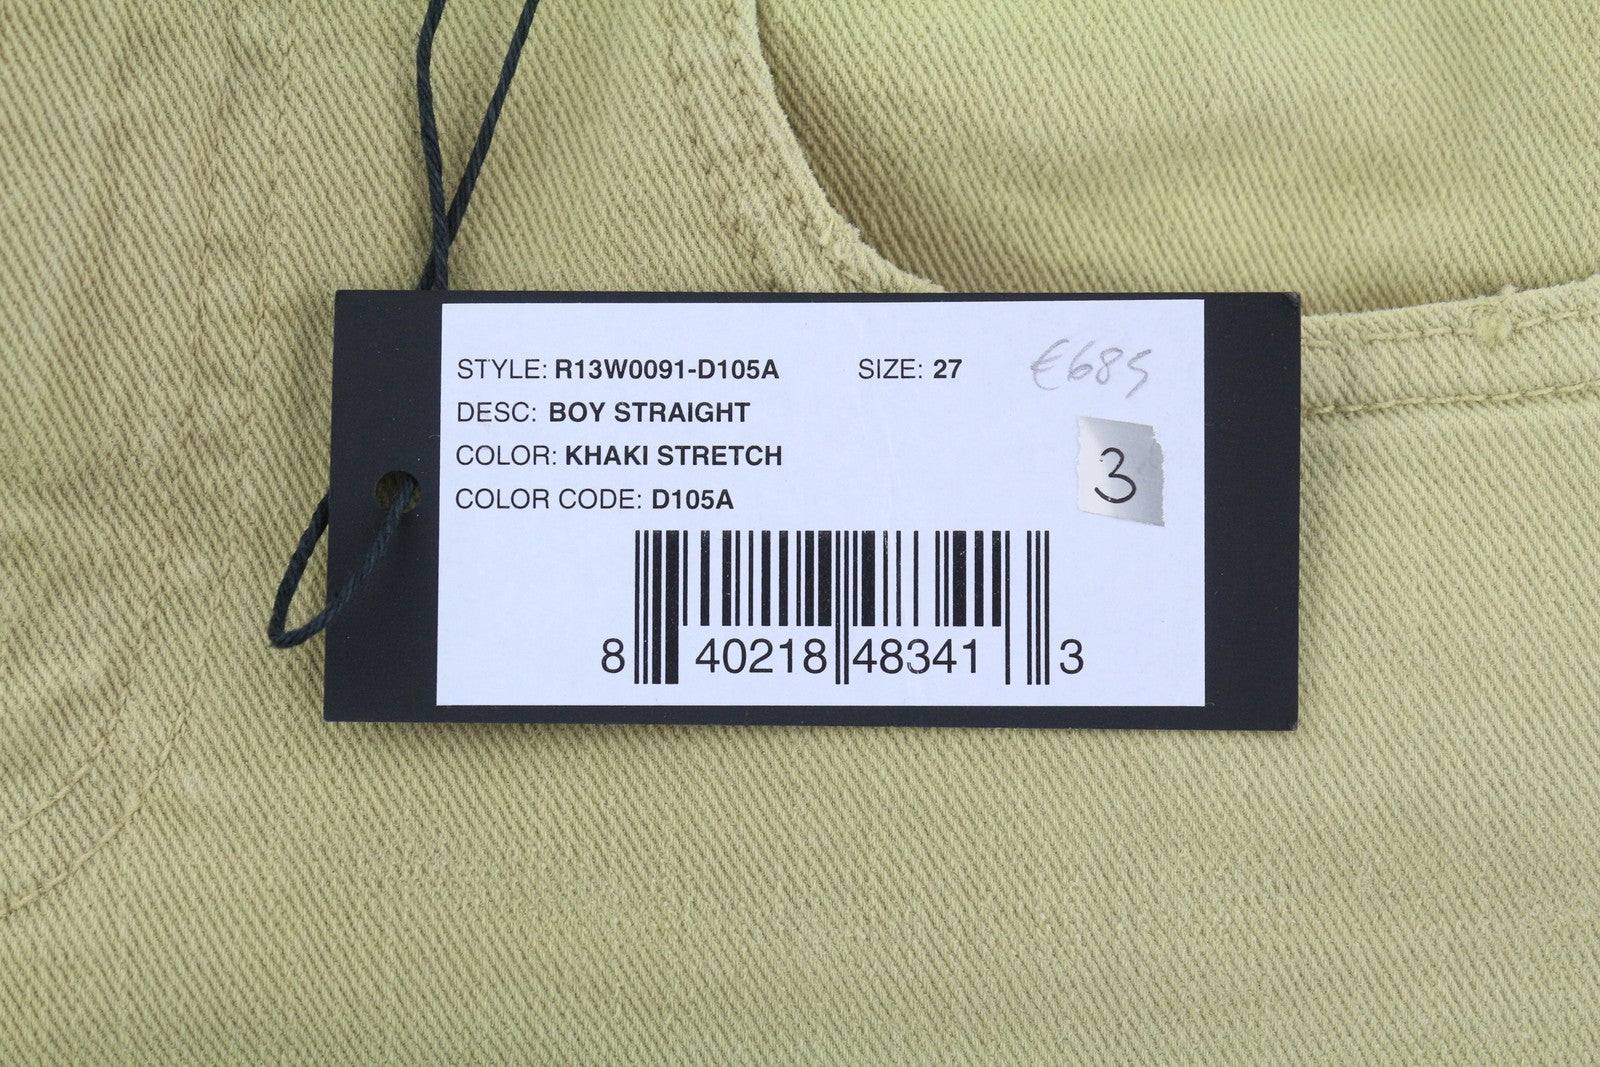 STYLE: R13W0091-D105A SIZE: 27 €685
DESC: BOY STRAIGHT
COLOR: KHAKI STRETCH
3
COLOR CODE: D105A
8 40218 48341 3